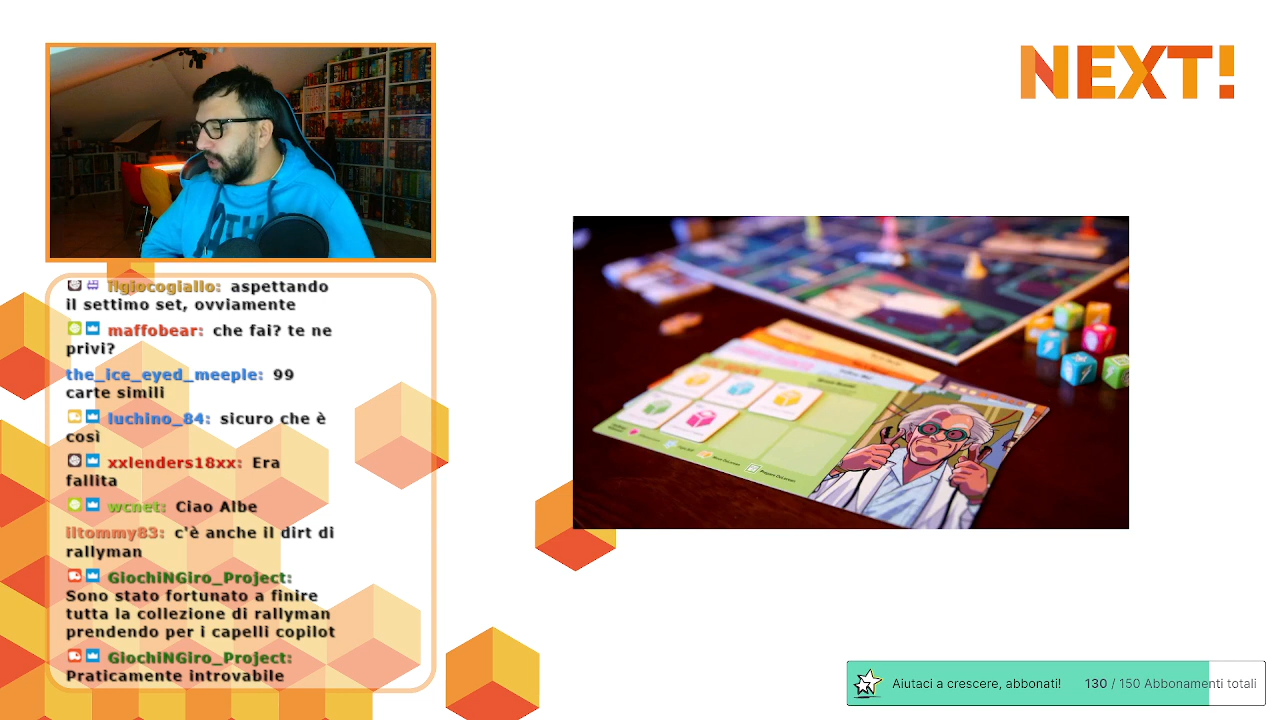 NEXT!
ilgiocogiallo: aspettando
il settimo set, ovviamente
maffobear: che fai? te ne
privi?
the_ice_eyed_meeple: 99
carte simili
luchino_84: sicuro che è
così
xxlenders18xx: Era
fallita
wcnet: Ciao Albe
iltommy83: c'è anche il dirt di
rallyman
GiochiNGiro_Project:
Sono stato fortunato a finire
tutta la collezione di rallyman
prendendo per i capelli copilot
GiochiNGiro_Project:
Praticamente introvabile
Aiutaci a crescere, abbonati! 130 / 150 Abbonamenti totali